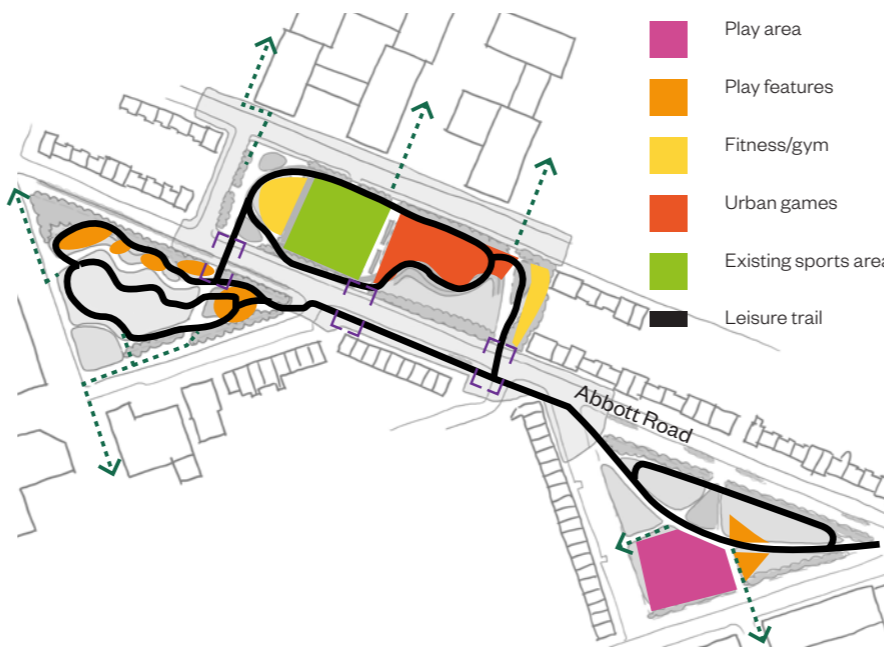 Play area
Play features
Fitness/gym
Urban games
Existing sports area
Leisure trail
Abbott Road